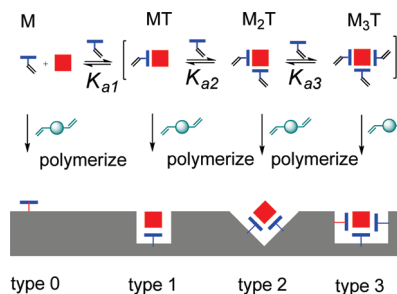 M MT M₂T M₃T
+
Kₐ₁ Kₐ₂ Kₐ₃
polymerize polymerize polymerize
type 0 type 1 type 2 type 3